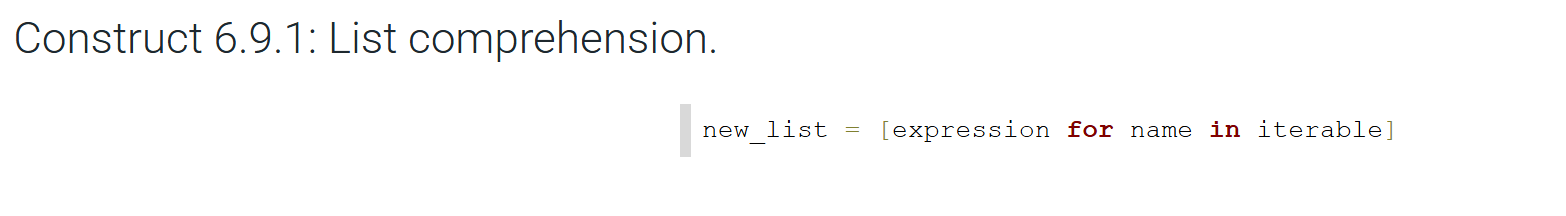 Construct 6.9.1: List comprehension.
new_list = [expression for name in iterable]